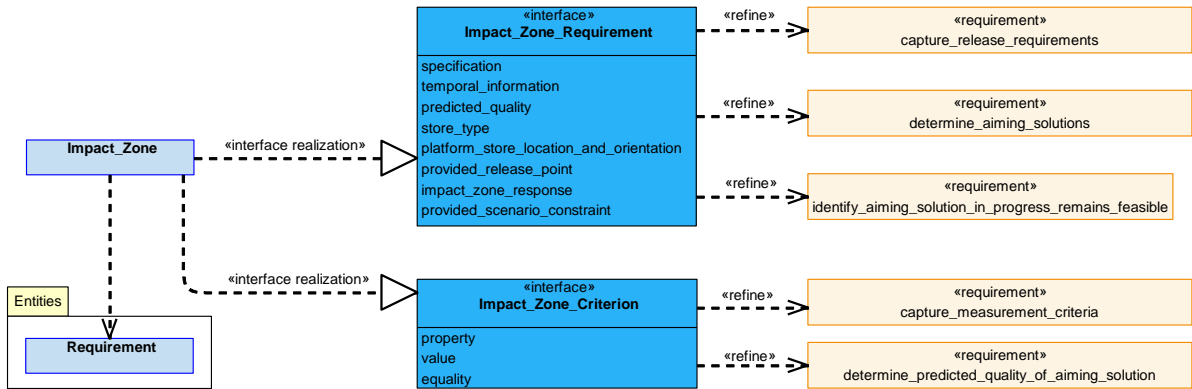 «interface»
Impact_Zone_Requirement
specification
temporal_information
predicted_quality
store_type
platform_store_location_and_orientation
provided_release_point
impact_zone_response
provided_scenario_constraint
«refine»
«requirement»
capture_release_requirements
«refine»
«requirement»
determine_aiming_solutions
«refine»
«requirement»
identify_aiming_solution_in_progress_remains_feasible
Impact_Zone
«interface realization»
«interface realization»
«interface»
Impact_Zone_Criterion
property
value
equality
«refine»
«requirement»
capture_measurement_criteria
«refine»
«requirement»
determine_predicted_quality_of_aiming_solution
Entities
Requirement